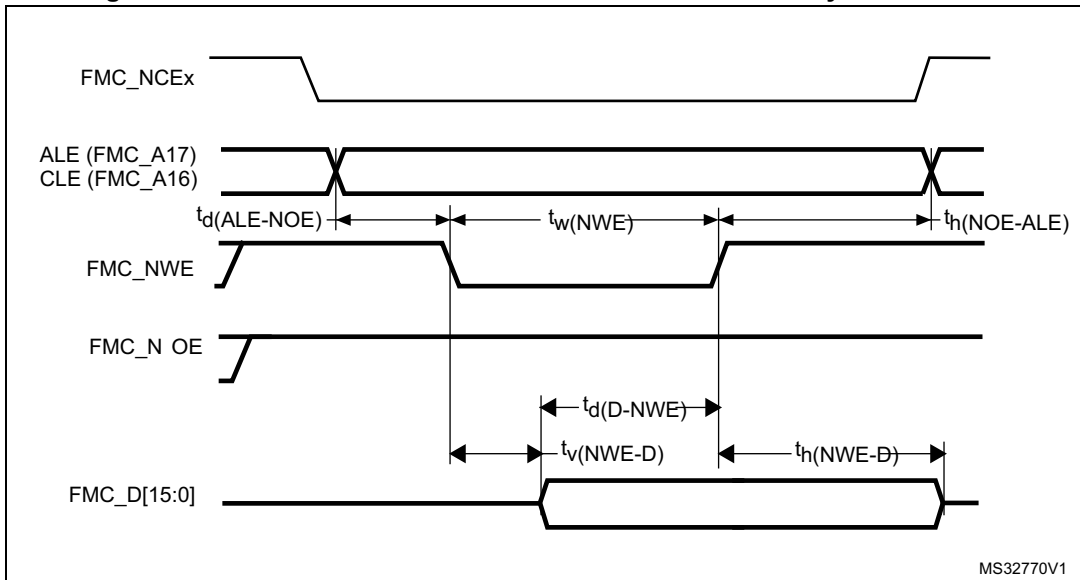 FMC_NCEx
ALE (FMC_A17)
CLE (FMC_A16)
td(ALE-NOE) tw(NWE) th(NOE-ALE)
FMC_NWE
FMC_N OE
td(D-NWE)
tv(NWE-D) th(NWE-D)
FMC_D[15:0]
MS32770V1